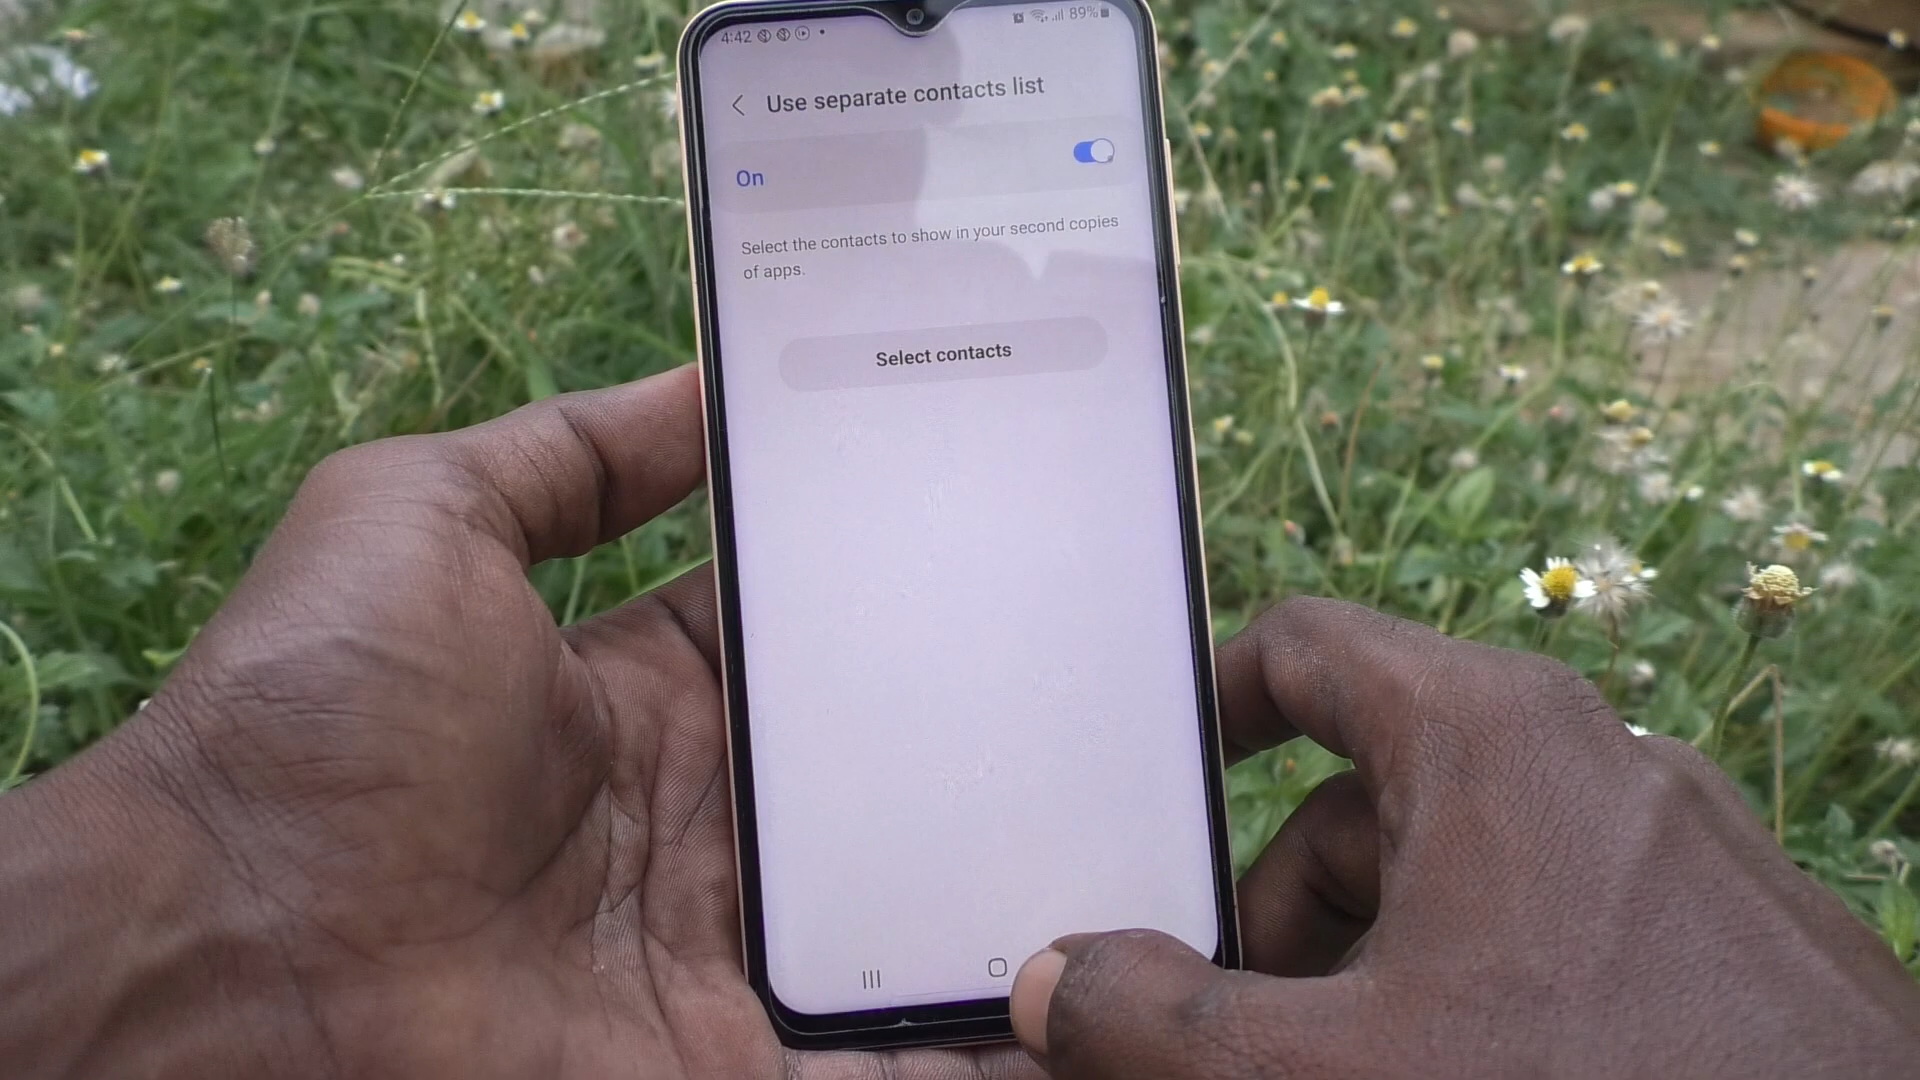 4:42 89%
Use separate contacts list
On
Select the contacts to show in your second copies
of apps.
Select contacts